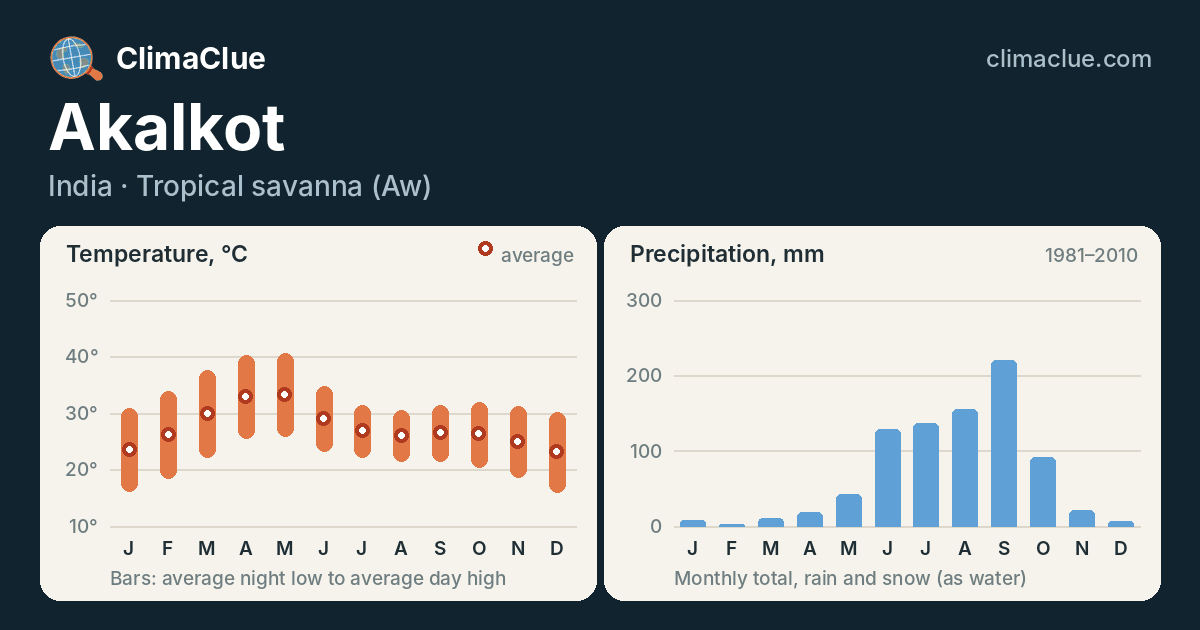 ClimaClue
climaclue.com
Akalkot
India · Tropical savanna (Aw)
Temperature, °C
average
50°
40°
30°
20°
10°
J F M A M J J A S O N D
Bars: average night low to average day high
Precipitation, mm
1981–2010
300
200
100
0
J F M A M J J A S O N D
Monthly total, rain and snow (as water)